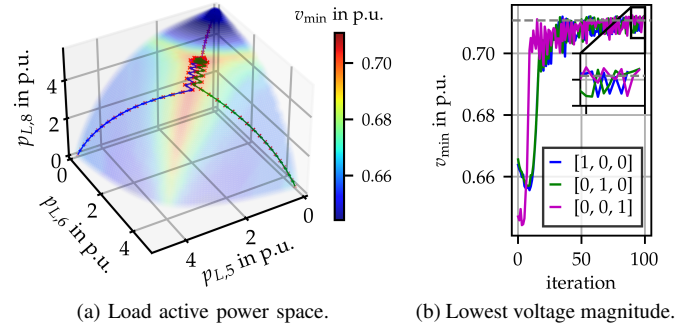 v_min in p.u.
p_L,8 in p.u.
4
2
0
0
2
4
p_L,6 in p.u.
4
2
0
p_L,5 in p.u.
0.70
0.68
0.66
(a) Load active power space.
v_min in p.u.
0.70
0.68
0.66
[1, 0, 0]
[0, 1, 0]
[0, 0, 1]
0
50
100
iteration
(b) Lowest voltage magnitude.